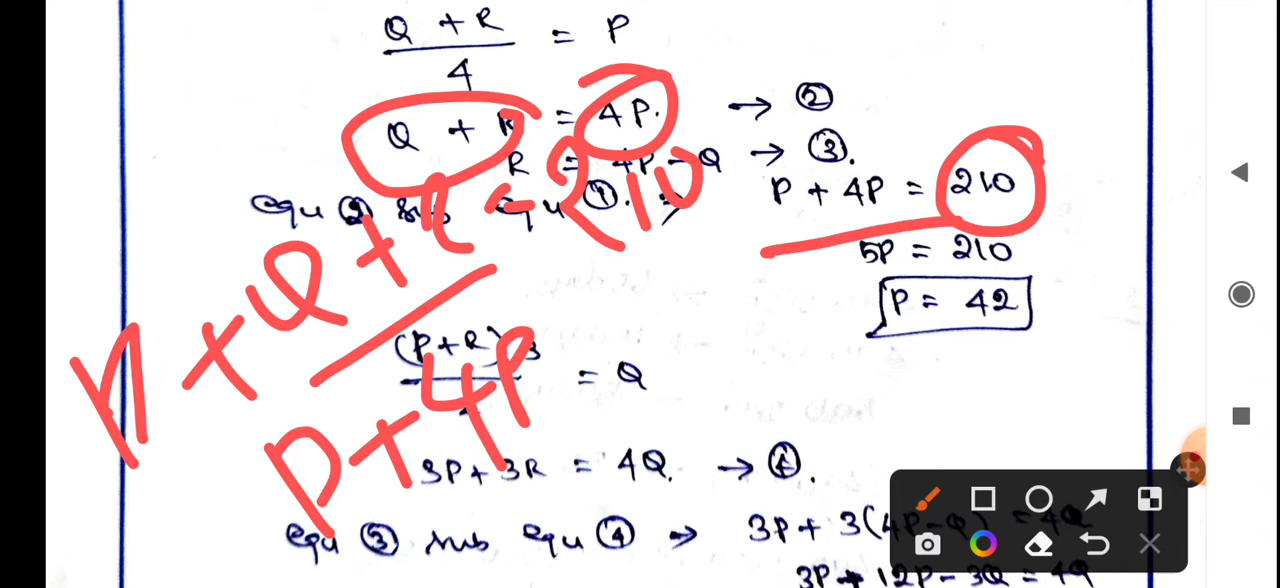 Q + R
———— = P
4
Q + R = 4P. → ②
R = 4P - Q → ③.
equ ② sub equ ①. ⇒ P + 4P = 210
P + Q + R = 210
5P = 210
P = 42
(P+R) 3
———— = Q
P + 4P
3P + 3R = 4Q. → ④.
equ ③ sub equ ④ → 3P + 3(4P-Q) = 4Q
3P + 12P - 3Q = 4Q